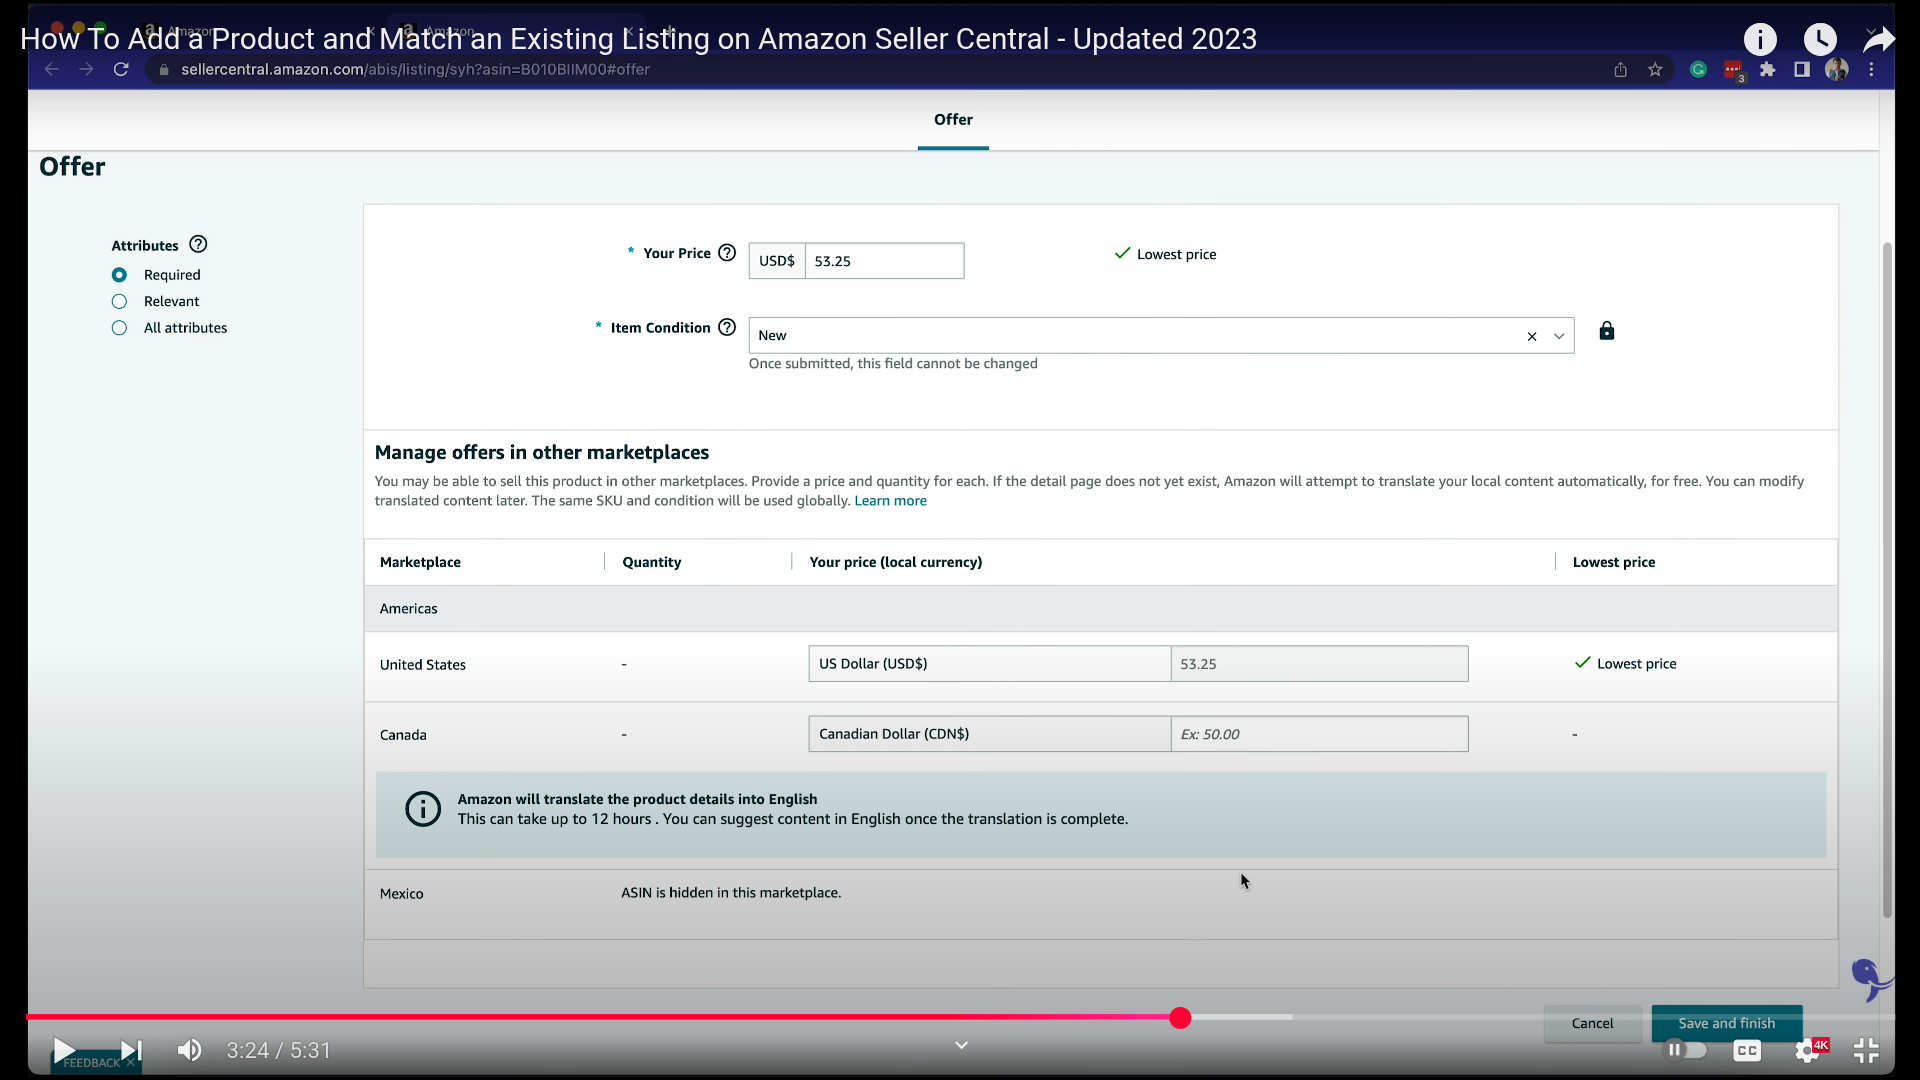 How To Add a Product and Match an Existing Listing on Amazon Seller Central - Updated 2023
Amazon
Amazon
sellercentral.amazon.com/abis/listing/syh?asin=B010BIIM00#offer
3
Offer
Offer
Attributes
Required
Relevant
All attributes
* Your Price
USD$ 53.25
Lowest price
* Item Condition
New
Once submitted, this field cannot be changed
Manage offers in other marketplaces
You may be able to sell this product in other marketplaces. Provide a price and quantity for each. If the detail page does not yet exist, Amazon will attempt to translate your local content automatically, for free. You can modify
translated content later. The same SKU and condition will be used globally. Learn more
Marketplace Quantity Your price (local currency) Lowest price
Americas
United States - US Dollar (USD$) 53.25 Lowest price
Canada - Canadian Dollar (CDN$) Ex: 50.00 -
Amazon will translate the product details into English
This can take up to 12 hours . You can suggest content in English once the translation is complete.
Mexico ASIN is hidden in this marketplace.
Cancel Save and finish
3:24 / 5:31
CC
4K
FEEDBACK